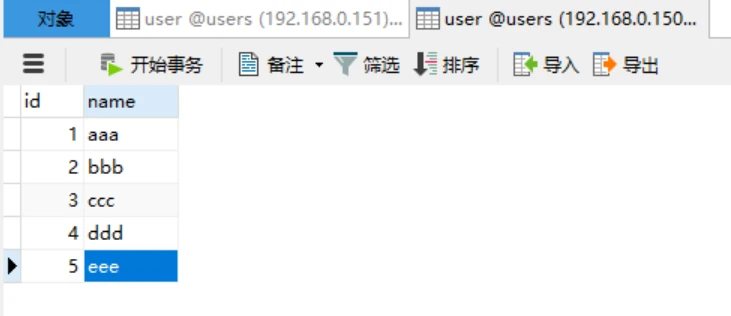 对象 user @users (192.168.0.151)... user @users (192.168.0.150...
开始事务 备注 筛选 排序 导入 导出
id name
1 aaa
2 bbb
3 ccc
4 ddd
5 eee